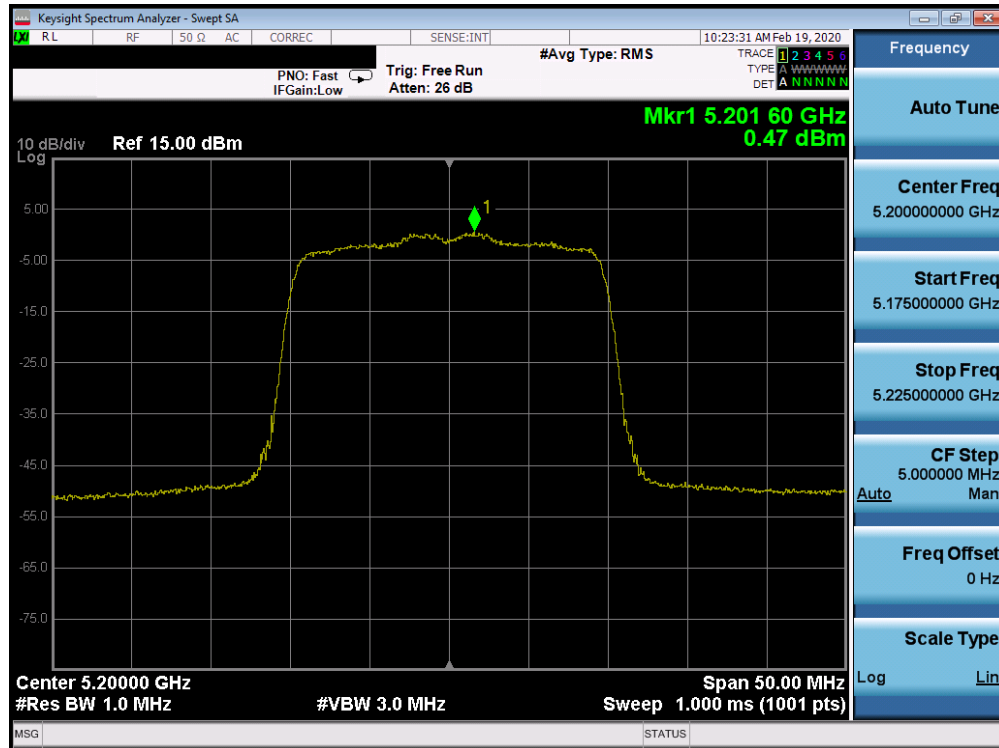 Keysight Spectrum Analyzer - Swept SA
LXI RL RF 50 Ω AC CORREC SENSE:INT 10:23:31 AM Feb 19, 2020
Frequency
#Avg Type: RMS
TRACE 1 2 3 4 5 6
PNO: Fast Trig: Free Run
TYPE A WWWWW
IFGain:Low Atten: 26 dB
DET A N N N N N
Auto Tune
Mkr1 5.201 60 GHz
0.47 dBm
10 dB/div Ref 15.00 dBm
Log
1
5.00
-5.00
-15.0
-25.0
-35.0
-45.0
-55.0
-65.0
-75.0
Center Freq
5.200000000 GHz
Start Freq
5.175000000 GHz
Stop Freq
5.225000000 GHz
CF Step
5.000000 MHz
Auto Man
Freq Offset
0 Hz
Scale Type
Log Lin
Center 5.20000 GHz Span 50.00 MHz
#Res BW 1.0 MHz #VBW 3.0 MHz Sweep 1.000 ms (1001 pts)
MSG STATUS